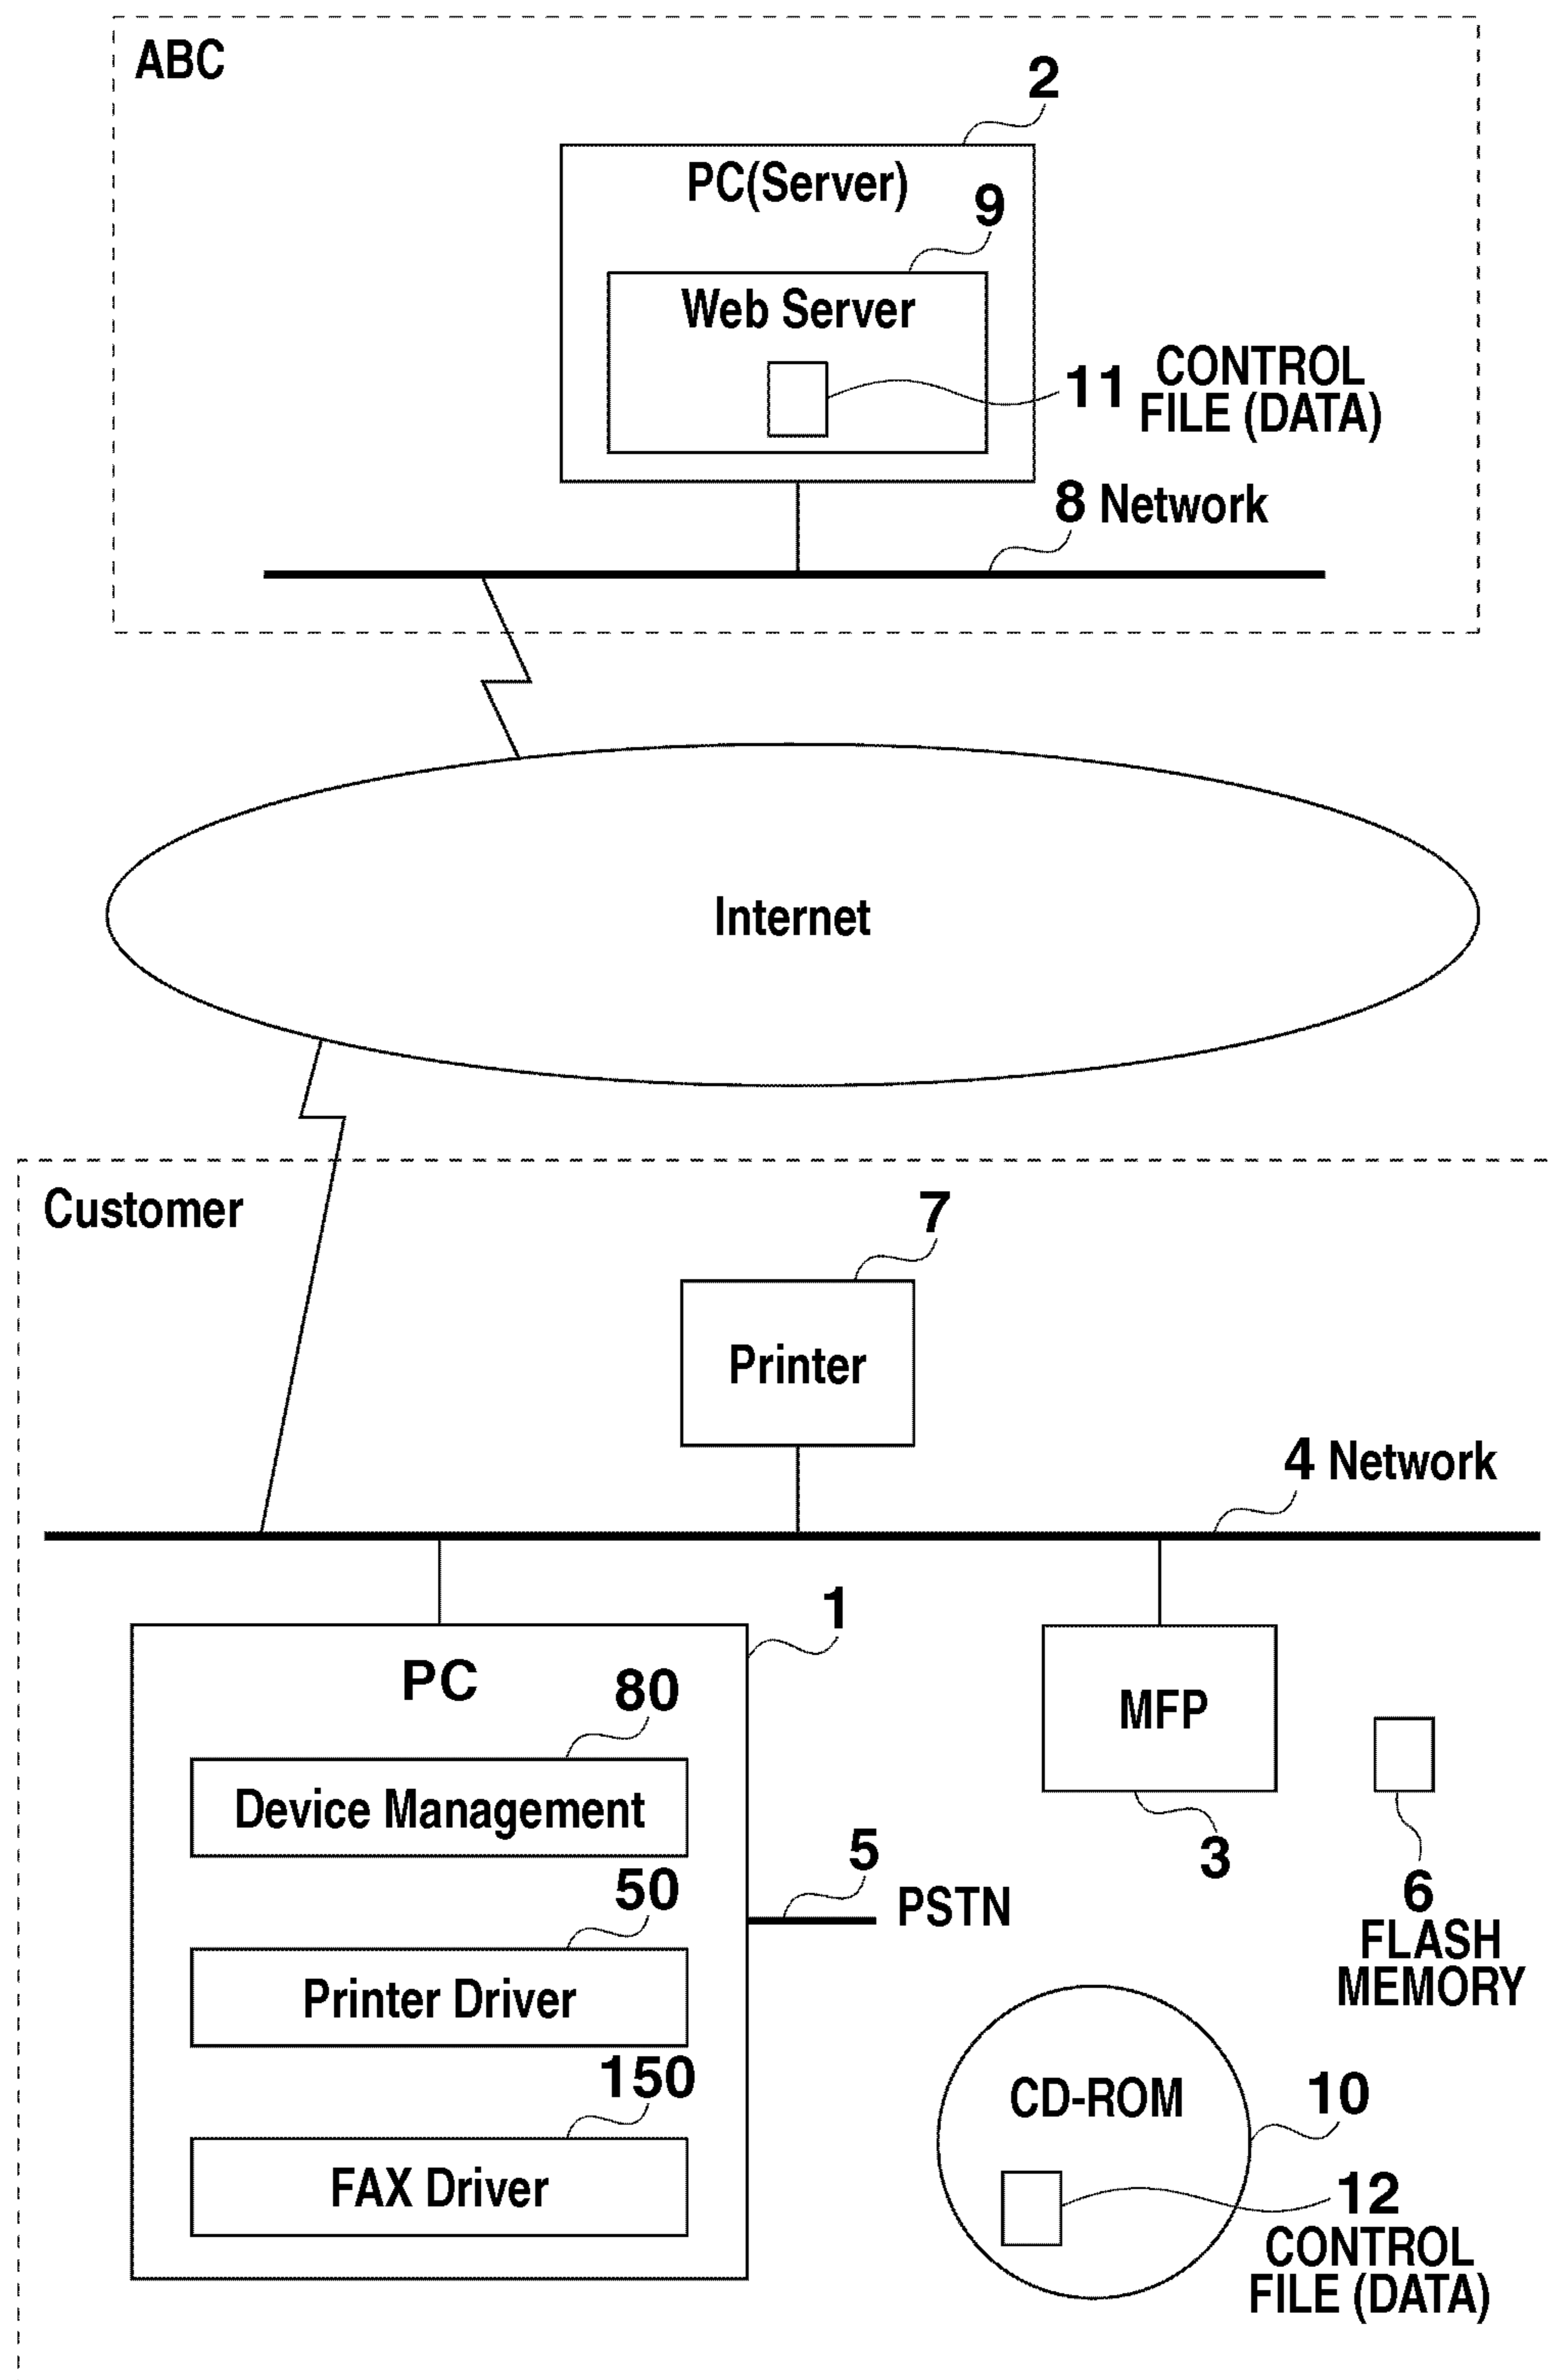 ABC
2
PC(Server)
9
Web Server
11 CONTROL
FILE (DATA)
8 Network
Internet
Customer
7
Printer
4 Network
1
PC
80
Device Management
MFP
3
6
FLASH
MEMORY
50
5
PSTN
Printer Driver
150
FAX Driver
CD-ROM
10
12
CONTROL
FILE (DATA)